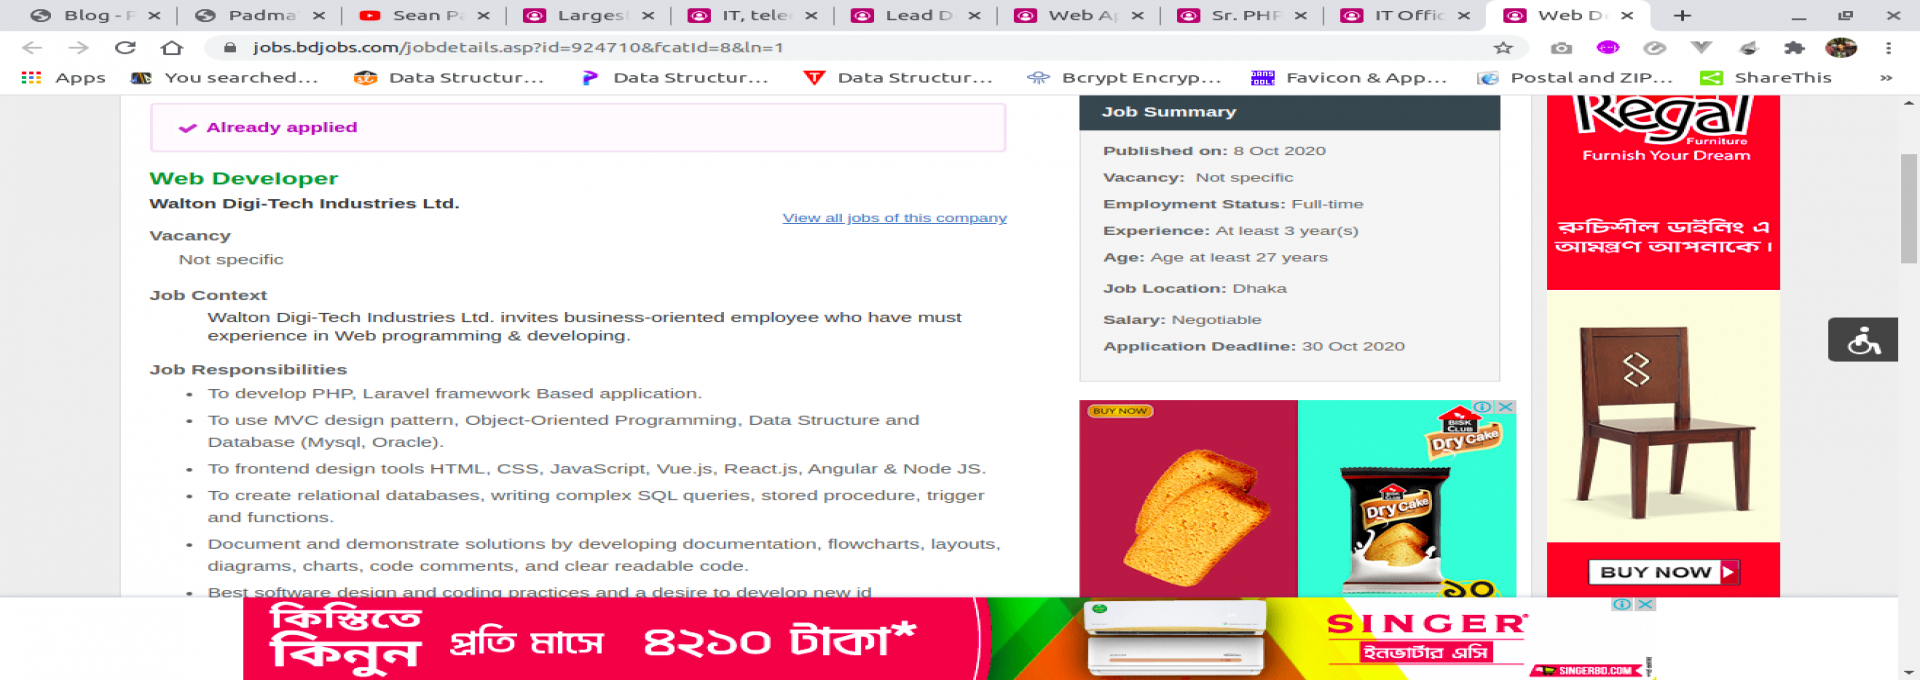 Blog - P
Padma
Sean Pa
Larges
IT, tele
Lead D
Web Ap
Sr. PHP
IT Offic
Web De
jobs.bdjobs.com/jobdetails.asp?id=924710&fcatId=8&ln=1
Apps
You searched...
Data Structur...
Data Structur...
Data Structur...
Bcrypt Encryp...
Favicon & App...
Postal and ZIP...
ShareThis
»
Already applied
Web Developer
Walton Digi-Tech Industries Ltd.
View all jobs of this company
Vacancy
Not specific
Job Context
Walton Digi-Tech Industries Ltd. invites business-oriented employee who have must
experience in Web programming & developing.
Job Responsibilities
• To develop PHP, Laravel framework Based application.
• To use MVC design pattern, Object-Oriented Programming, Data Structure and
Database (Mysql, Oracle).
• To frontend design tools HTML, CSS, JavaScript, Vue.js, React.js, Angular & Node JS.
• To create relational databases, writing complex SQL queries, stored procedure, trigger
and functions.
• Document and demonstrate solutions by developing documentation, flowcharts, layouts,
diagrams, charts, code comments, and clear readable code.
• Best software design and coding practices and a desire to develop new id
Job Summary
Published on: 8 Oct 2020
Vacancy: Not specific
Employment Status: Full-time
Experience: At least 3 year(s)
Age: Age at least 27 years
Job Location: Dhaka
Salary: Negotiable
Application Deadline: 30 Oct 2020
BUY NOW
BISK
CLUB
Dry Cake
BISK
CLUB
Dry Cake
১০
Regal
Furniture
Furnish Your Dream
রুচিশীল ডাইনিং এ
আমন্ত্রণ আপনাকে।
BUY NOW
কিস্তিতে
কিনুন
প্রতি মাসে
৪২১০ টাকা*
SINGER
ইনভার্টার এসি
SINGERBD.COM